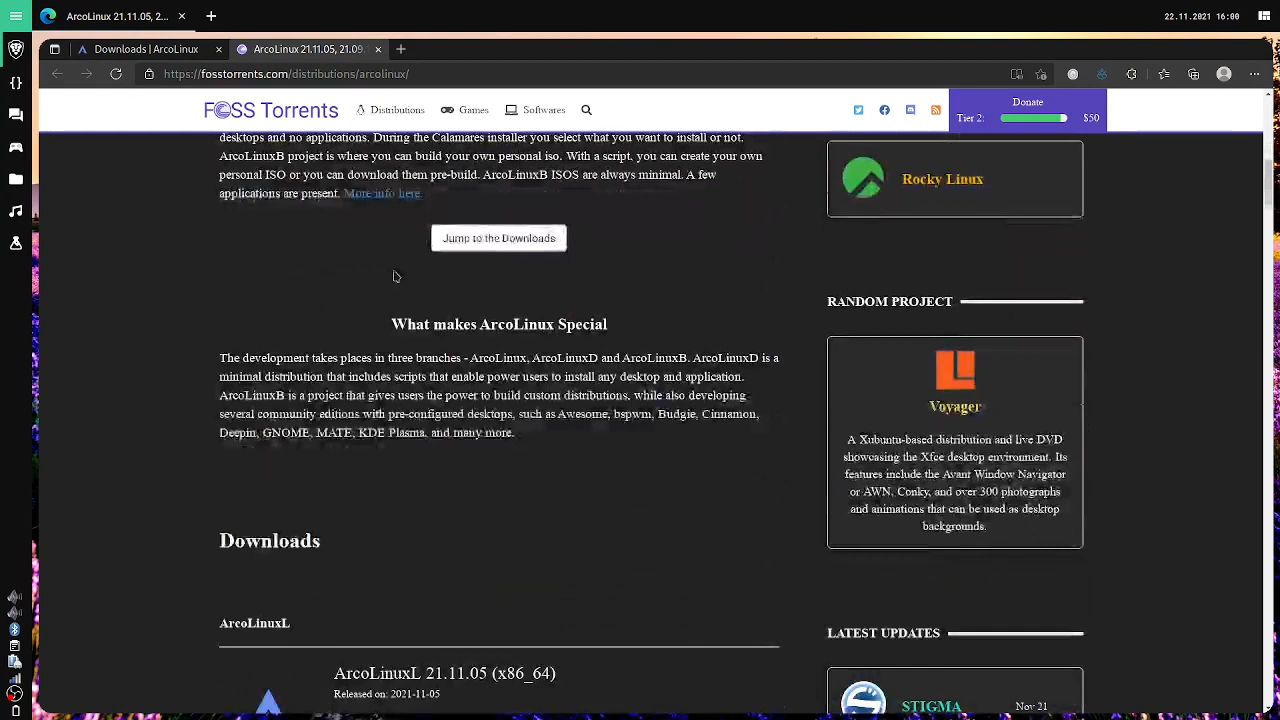 ArcoLinux 21.11.05, 2...
22.11.2021 16:00
Downloads | ArcoLinux
ArcoLinux 21.11.05, 21.09.1
https://fosstorrents.com/distributions/arcolinux/
FOSS Torrents
Distributions
Games
Softwares
Donate
Tier 2:
$50
desktops and no applications. During the Calamares installer you select what you want to install or not.
ArcoLinuxB project is where you can build your own personal iso. With a script, you can create your own
personal ISO or you can download them pre-build. ArcoLinuxB ISOS are always minimal. A few
applications are present. More info here.
Jump to the Downloads
What makes ArcoLinux Special
The development takes places in three branches - ArcoLinux, ArcoLinuxD and ArcoLinuxB. ArcoLinuxD is a
minimal distribution that includes scripts that enable power users to install any desktop and application.
ArcoLinuxB is a project that gives users the power to build custom distributions, while also developing
several community editions with pre-configured desktops, such as Awesome, bspwm, Budgie, Cinnamon,
Deepin, GNOME, MATE, KDE Plasma, and many more.
Downloads
ArcoLinuxL
ArcoLinuxL 21.11.05 (x86_64)
Released on: 2021-11-05
Rocky Linux
RANDOM PROJECT
Voyager
A Xubuntu-based distribution and live DVD
showcasing the Xfce desktop environment. Its
features include the Avant Window Navigator
or AWN, Conky, and over 300 photographs
and animations that can be used as desktop
backgrounds.
LATEST UPDATES
STIGMA
Nov 21